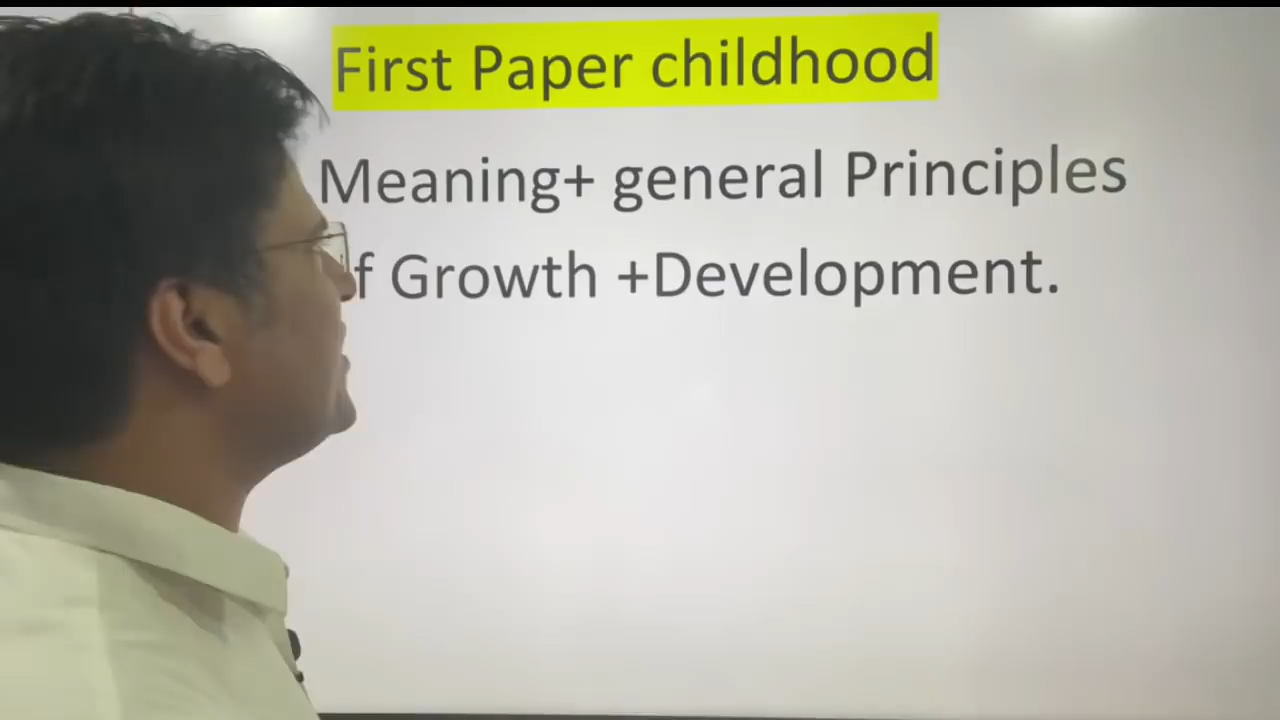 First Paper childhood
Meaning+ general Principles
f Growth +Development.